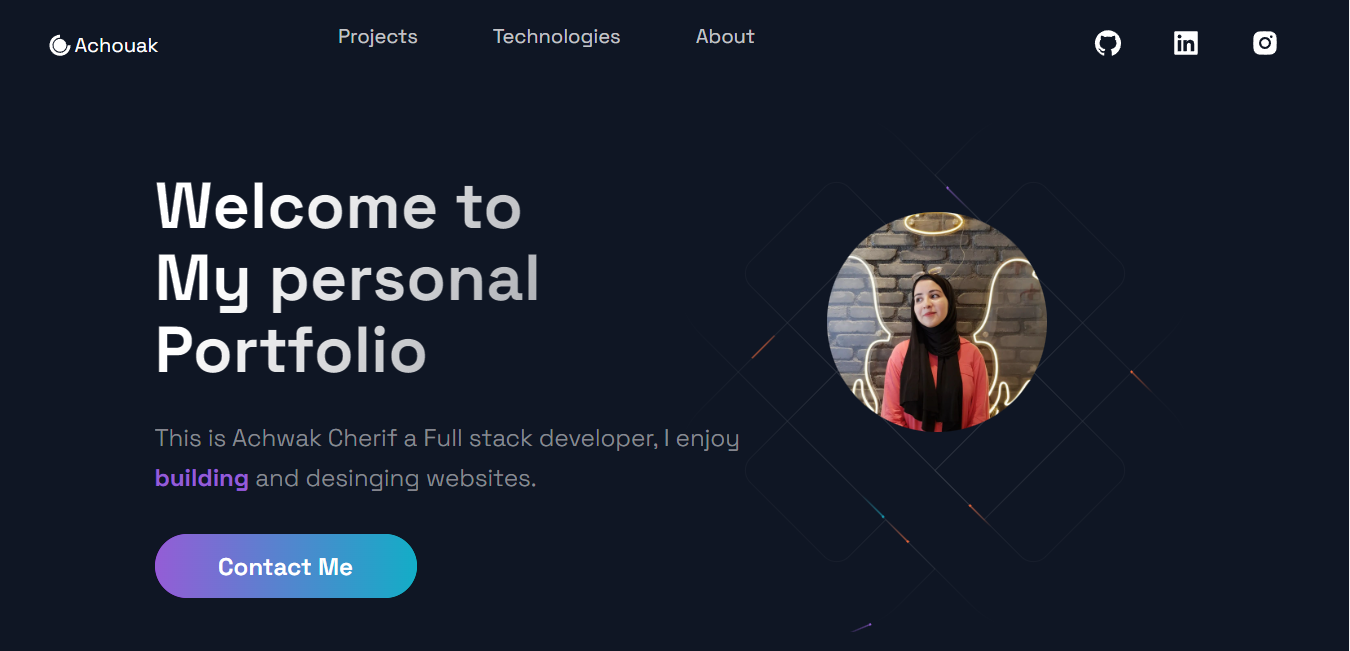 Achouak
Projects
Technologies
About
Welcome to
My personal
Portfolio
This is Achwak Cherif a Full stack developer, I enjoy
building and desinging websites.
Contact Me